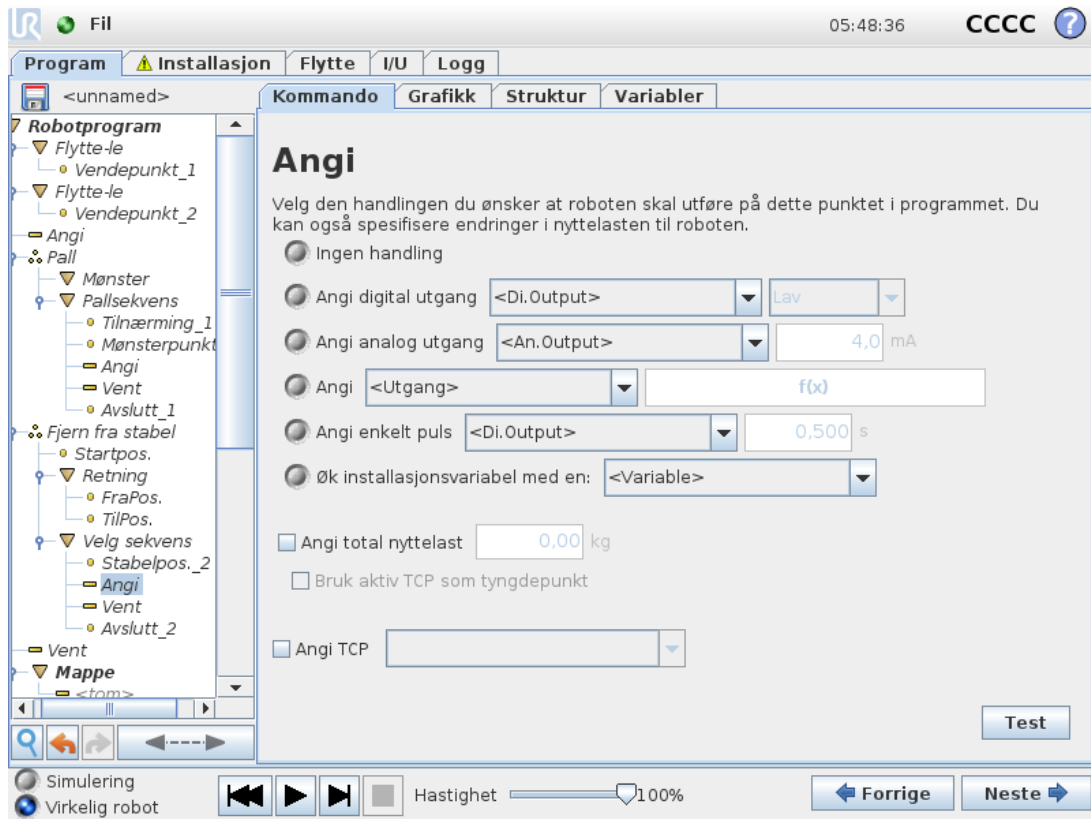 UR Fil 05:48:36 CCCC ?
Program Installasjon Flytte I/U Logg
<unnamed> Kommando Grafikk Struktur Variabler
Robotprogram
Flytte-le
Vendepunkt_1
Flytte-le
Vendepunkt_2
Angi
Pall
Mønster
Pallsekvens
Tilnærming_1
Mønsterpunkt
Angi
Vent
Avslutt_1
Fjern fra stabel
Startpos.
Retning
FraPos.
TilPos.
Velg sekvens
Stabelpos._2
Angi
Vent
Avslutt_2
Vent
Mappe
<tom>
Angi
Velg den handlingen du ønsker at roboten skal utføre på dette punktet i programmet. Du
kan også spesifisere endringer i nyttelasten til roboten.
Ingen handling
Angi digital utgang <Di.Output> Lav
Angi analog utgang <An.Output> 4,0 mA
Angi <Utgang> f(x)
Angi enkelt puls <Di.Output> 0,500 s
Øk installasjonsvariabel med en: <Variable>
Angi total nyttelast 0,00 kg
Bruk aktiv TCP som tyngdepunkt
Angi TCP
Test
Simulering
Virkelig robot
Hastighet 100% Forrige Neste